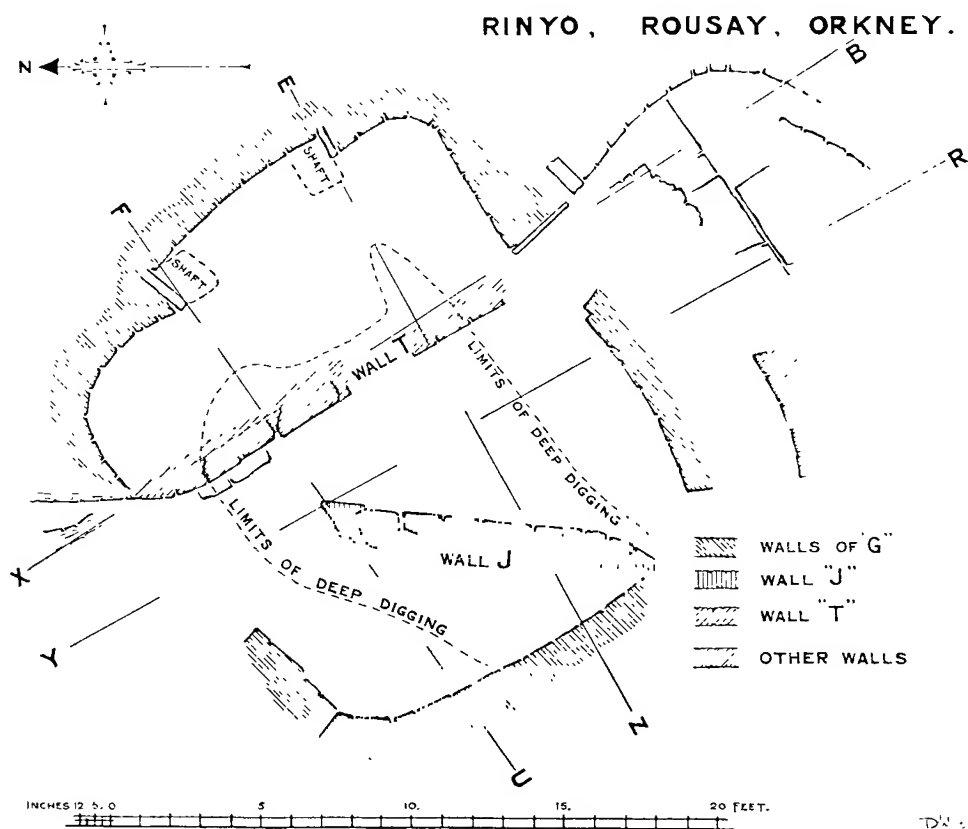 RINYO, ROUSAY, ORKNEY.
N
E
B
R
F
SHAFT
SHAFT
WALL T
LIMITS OF DEEP DIGGING
LIMITS OF DEEP DIGGING
WALL J
X
Y
Z
U
WALLS OF "G"
WALL "J"
WALL "T"
OTHER WALLS
INCHES 12 6. 0 5 10. 15. 20 FEET.